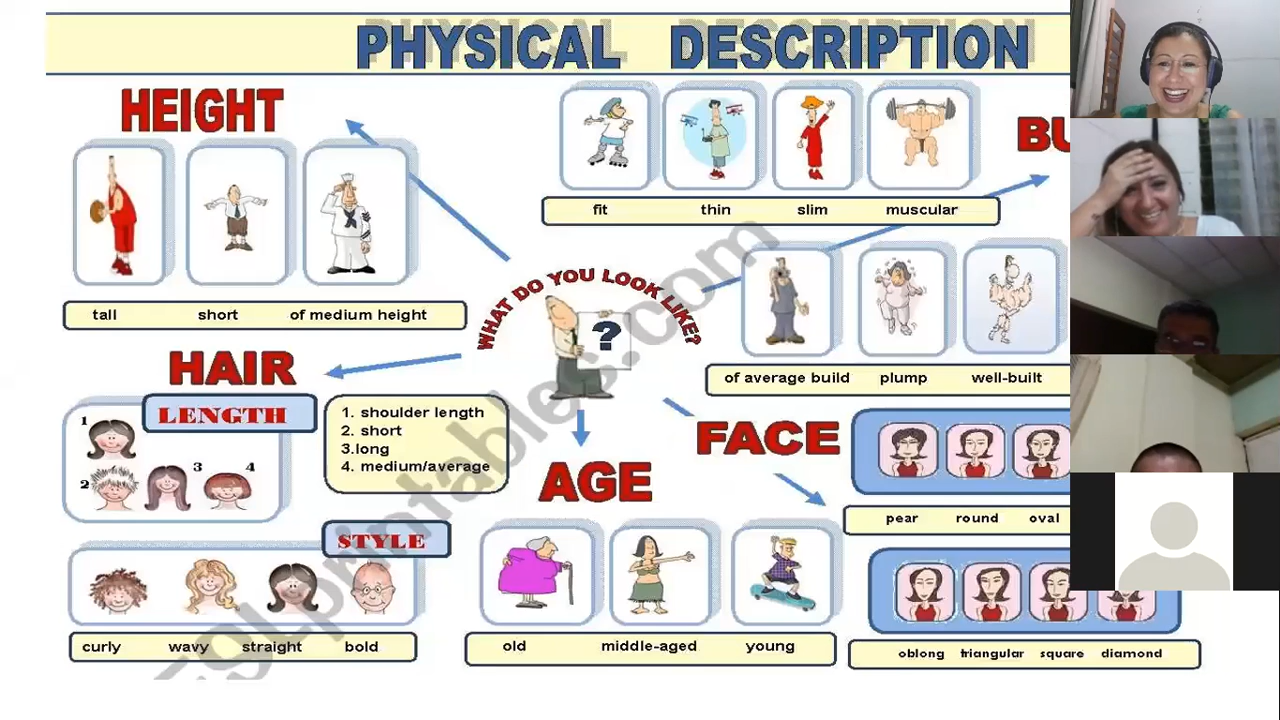 PHYSICAL DESCRIPTION
HEIGHT
BU
fit thin slim muscular
WHAT DO YOU LOOK LIKE?
?
tall short of medium height
of average build plump well-built
HAIR
LENGTH
1
2
3
4
1. shoulder length
2. short
3.long
4. medium/average
FACE
AGE
pear round oval
STYLE
curly wavy straight bold
old middle-aged young
oblong triangular square diamond
eslprintables.com